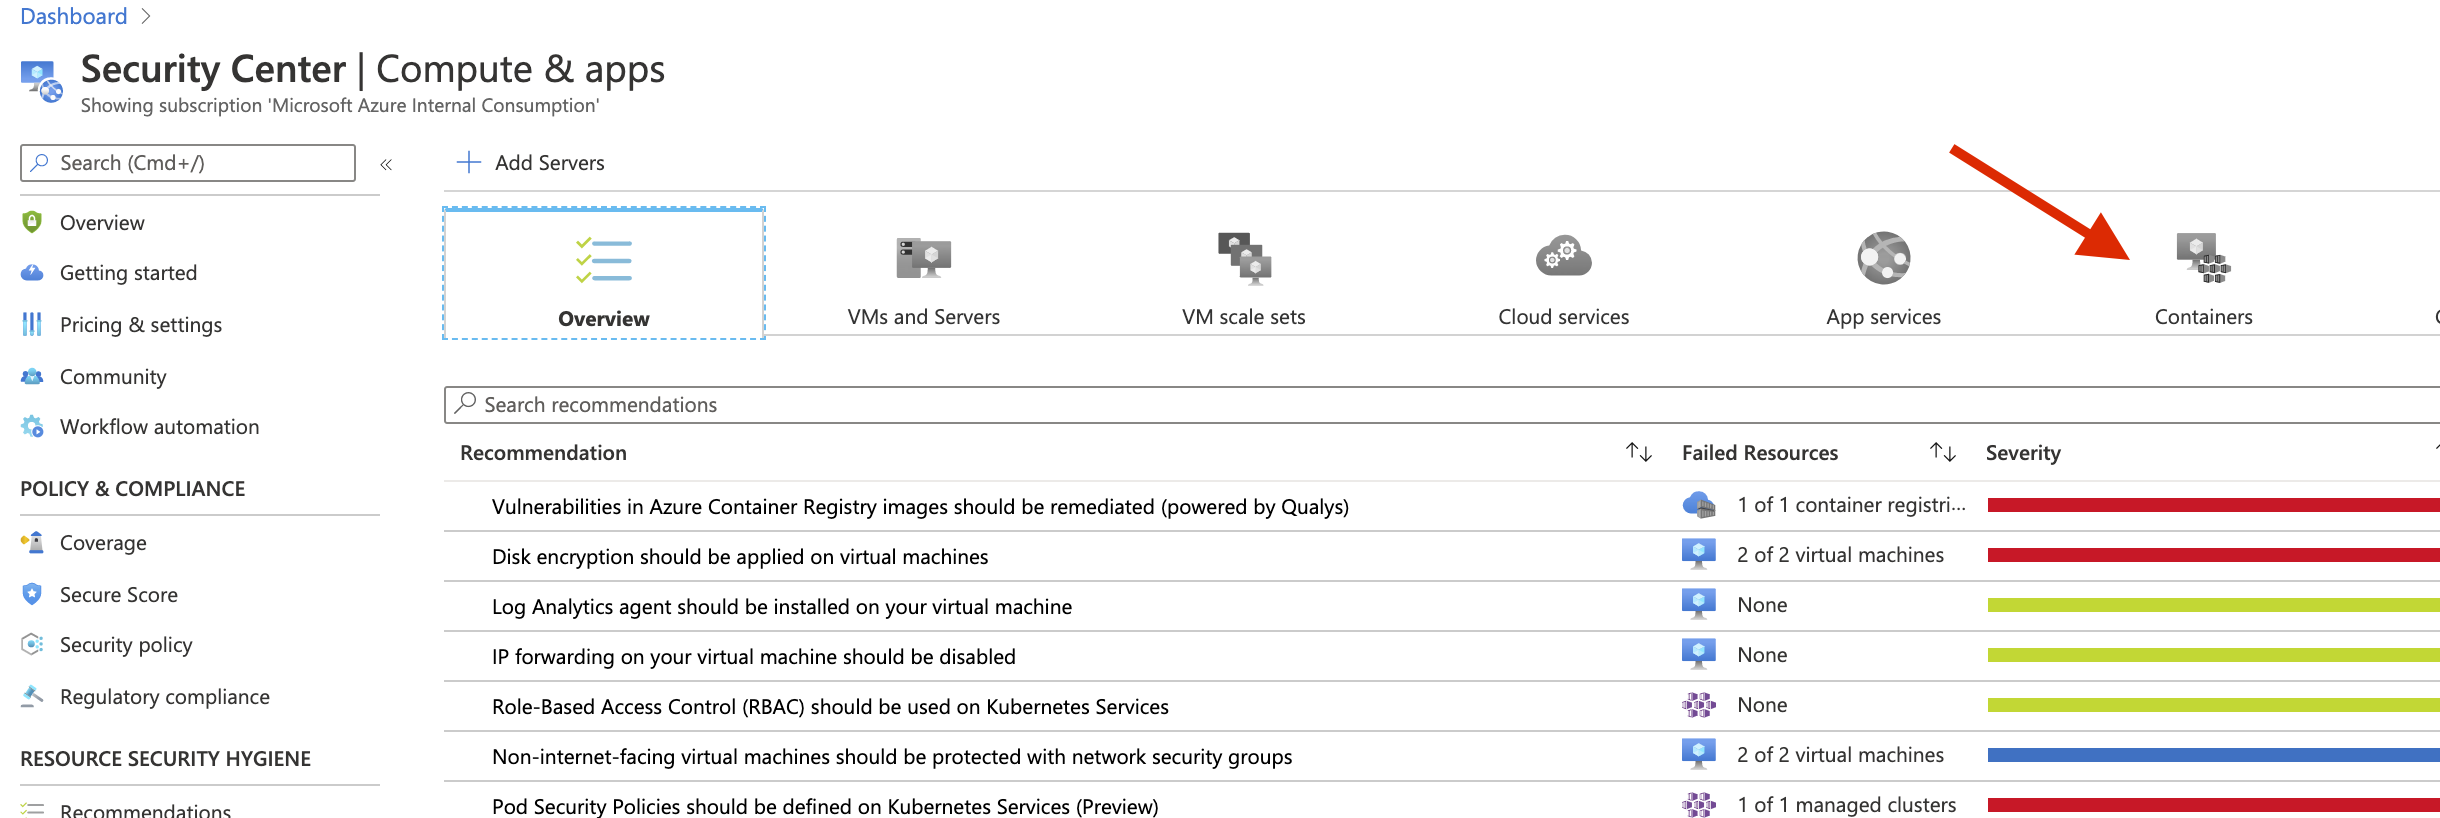 Dashboard
Security Center | Compute & apps
Showing subscription 'Microsoft Azure Internal Consumption'
Search (Cmd+/)
Overview
Getting started
Pricing & settings
Community
Workflow automation
POLICY & COMPLIANCE
Coverage
Secure Score
Security policy
Regulatory compliance
RESOURCE SECURITY HYGIENE
Recommendations
Add Servers
Overview
VMs and Servers
VM scale sets
Cloud services
App services
Containers
Search recommendations
Recommendation Failed Resources Severity
Vulnerabilities in Azure Container Registry images should be remediated (powered by Qualys) 1 of 1 container registri...
Disk encryption should be applied on virtual machines 2 of 2 virtual machines
Log Analytics agent should be installed on your virtual machine None
IP forwarding on your virtual machine should be disabled None
Role-Based Access Control (RBAC) should be used on Kubernetes Services None
Non-internet-facing virtual machines should be protected with network security groups 2 of 2 virtual machines
Pod Security Policies should be defined on Kubernetes Services (Preview) 1 of 1 managed clusters